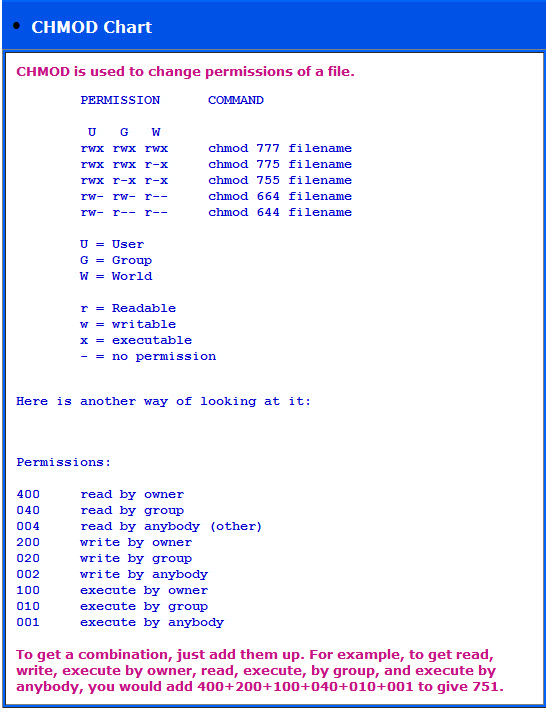 CHMOD Chart
CHMOD is used to change permissions of a file.
PERMISSION COMMAND
U G W
rwx rwx rwx chmod 777 filename
rwx rwx r-x chmod 775 filename
rwx r-x r-x chmod 755 filename
rw- rw- r-- chmod 664 filename
rw- r-- r-- chmod 644 filename
U = User
G = Group
W = World
r = Readable
w = writable
x = executable
- = no permission
Here is another way of looking at it:
Permissions:
400 read by owner
040 read by group
004 read by anybody (other)
200 write by owner
020 write by group
002 write by anybody
100 execute by owner
010 execute by group
001 execute by anybody
To get a combination, just add them up. For example, to get read,
write, execute by owner, read, execute, by group, and execute by
anybody, you would add 400+200+100+040+010+001 to give 751.